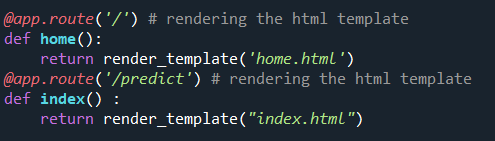 @app.route('/') # rendering the html template
def home():
    return render_template('home.html')
@app.route('/predict') # rendering the html template
def index() :
    return render_template("index.html")